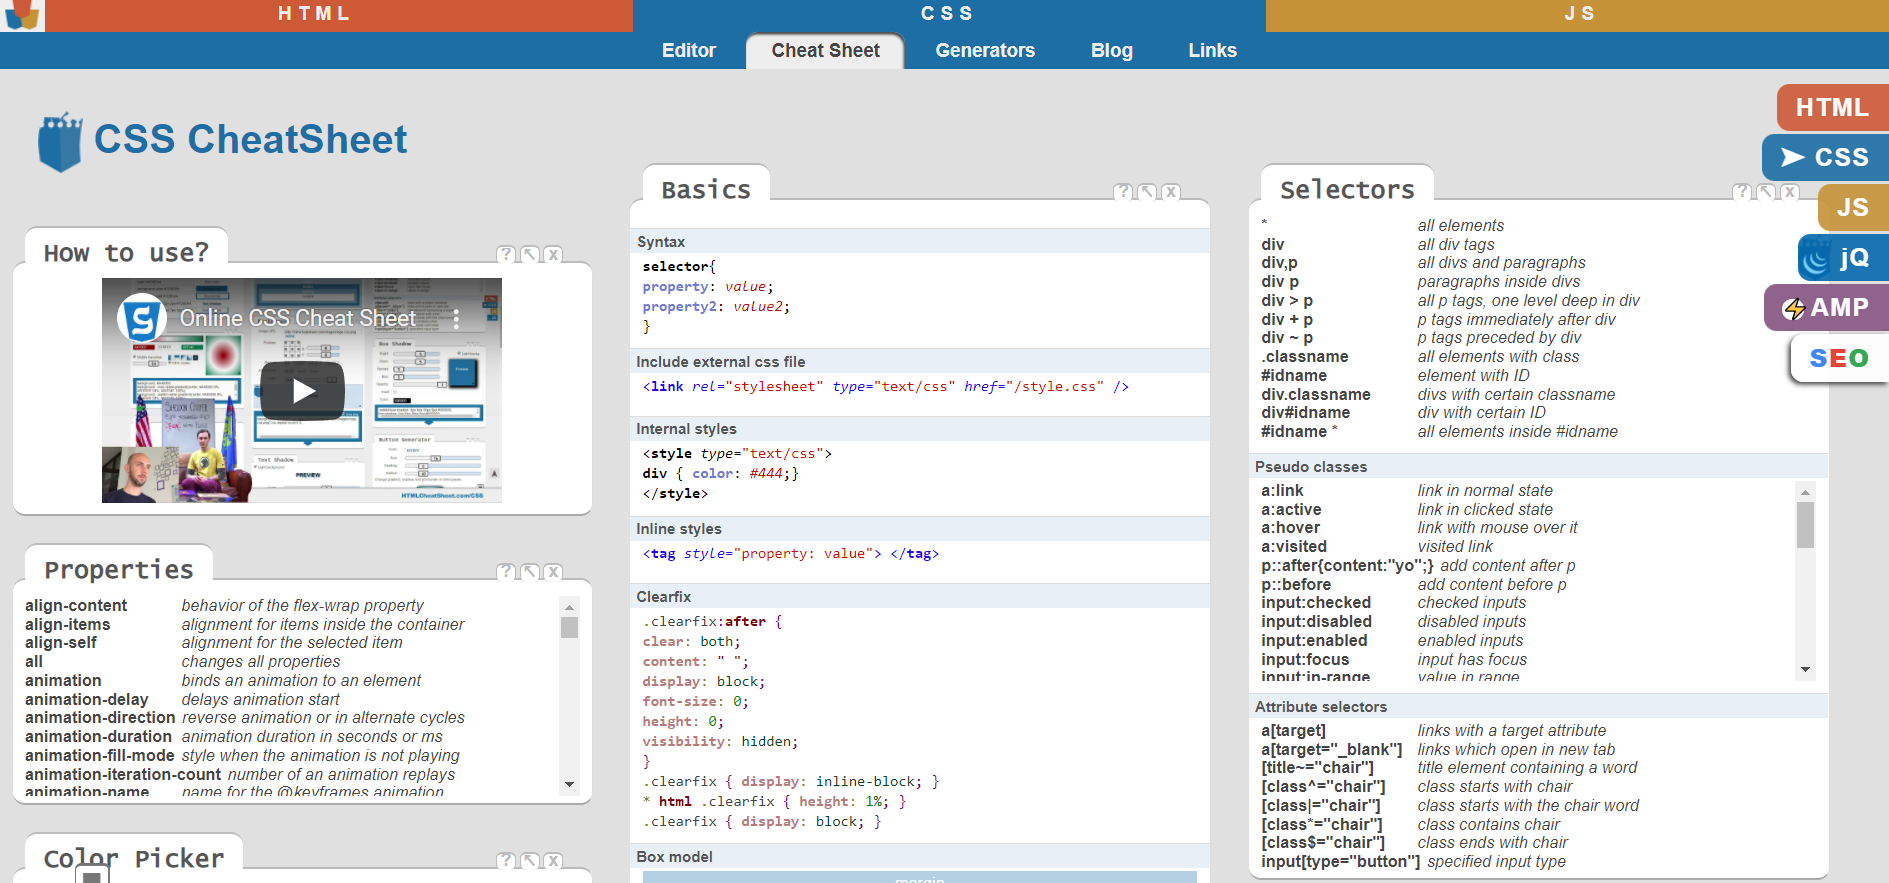 HTML
CSS
JS
Editor
Cheat Sheet
Generators
Blog
Links
CSS CheatSheet
HTML
CSS
JS
jQ
AMP
SEO
How to use?
? x
Online CSS Cheat Sheet
Box Shadow
Button Generator
Text Shadow
PREVIEW
SHELDON COOPER
HTMLCheatSheet.com/CSS
Properties
? x
align-content behavior of the flex-wrap property
align-items alignment for items inside the container
align-self alignment for the selected item
all changes all properties
animation binds an animation to an element
animation-delay delays animation start
animation-direction reverse animation or in alternate cycles
animation-duration animation duration in seconds or ms
animation-fill-mode style when the animation is not playing
animation-iteration-count number of an animation replays
animation-name name for the @keyframes animation
Color Picker
? x
Basics
? x
Syntax
selector{
property: value;
property2: value2;
}
Include external css file
<link rel="stylesheet" type="text/css" href="/style.css" />
Internal styles
<style type="text/css">
div { color: #444;}
</style>
Inline styles
<tag style="property: value"> </tag>
Clearfix
.clearfix:after {
clear: both;
content: " ";
display: block;
font-size: 0;
height: 0;
visibility: hidden;
}
.clearfix { display: inline-block; }
* html .clearfix { height: 1%; }
.clearfix { display: block; }
Box model
margin
Selectors
? x
* all elements
div all div tags
div,p all divs and paragraphs
div p paragraphs inside divs
div > p all p tags, one level deep in div
div + p p tags immediately after div
div ~ p p tags preceded by div
.classname all elements with class
#idname element with ID
div.classname divs with certain classname
div#idname div with certain ID
#idname * all elements inside #idname
Pseudo classes
a:link link in normal state
a:active link in clicked state
a:hover link with mouse over it
a:visited visited link
p::after{content:"yo";} add content after p
p::before add content before p
input:checked checked inputs
input:disabled disabled inputs
input:enabled enabled inputs
input:focus input has focus
input:in-range value in range
Attribute selectors
a[target] links with a target attribute
a[target="_blank"] links which open in new tab
[title~="chair"] title element containing a word
[class^="chair"] class starts with chair
[class|="chair"] class starts with the chair word
[class*="chair"] class contains chair
[class$="chair"] class ends with chair
input[type="button"] specified input type